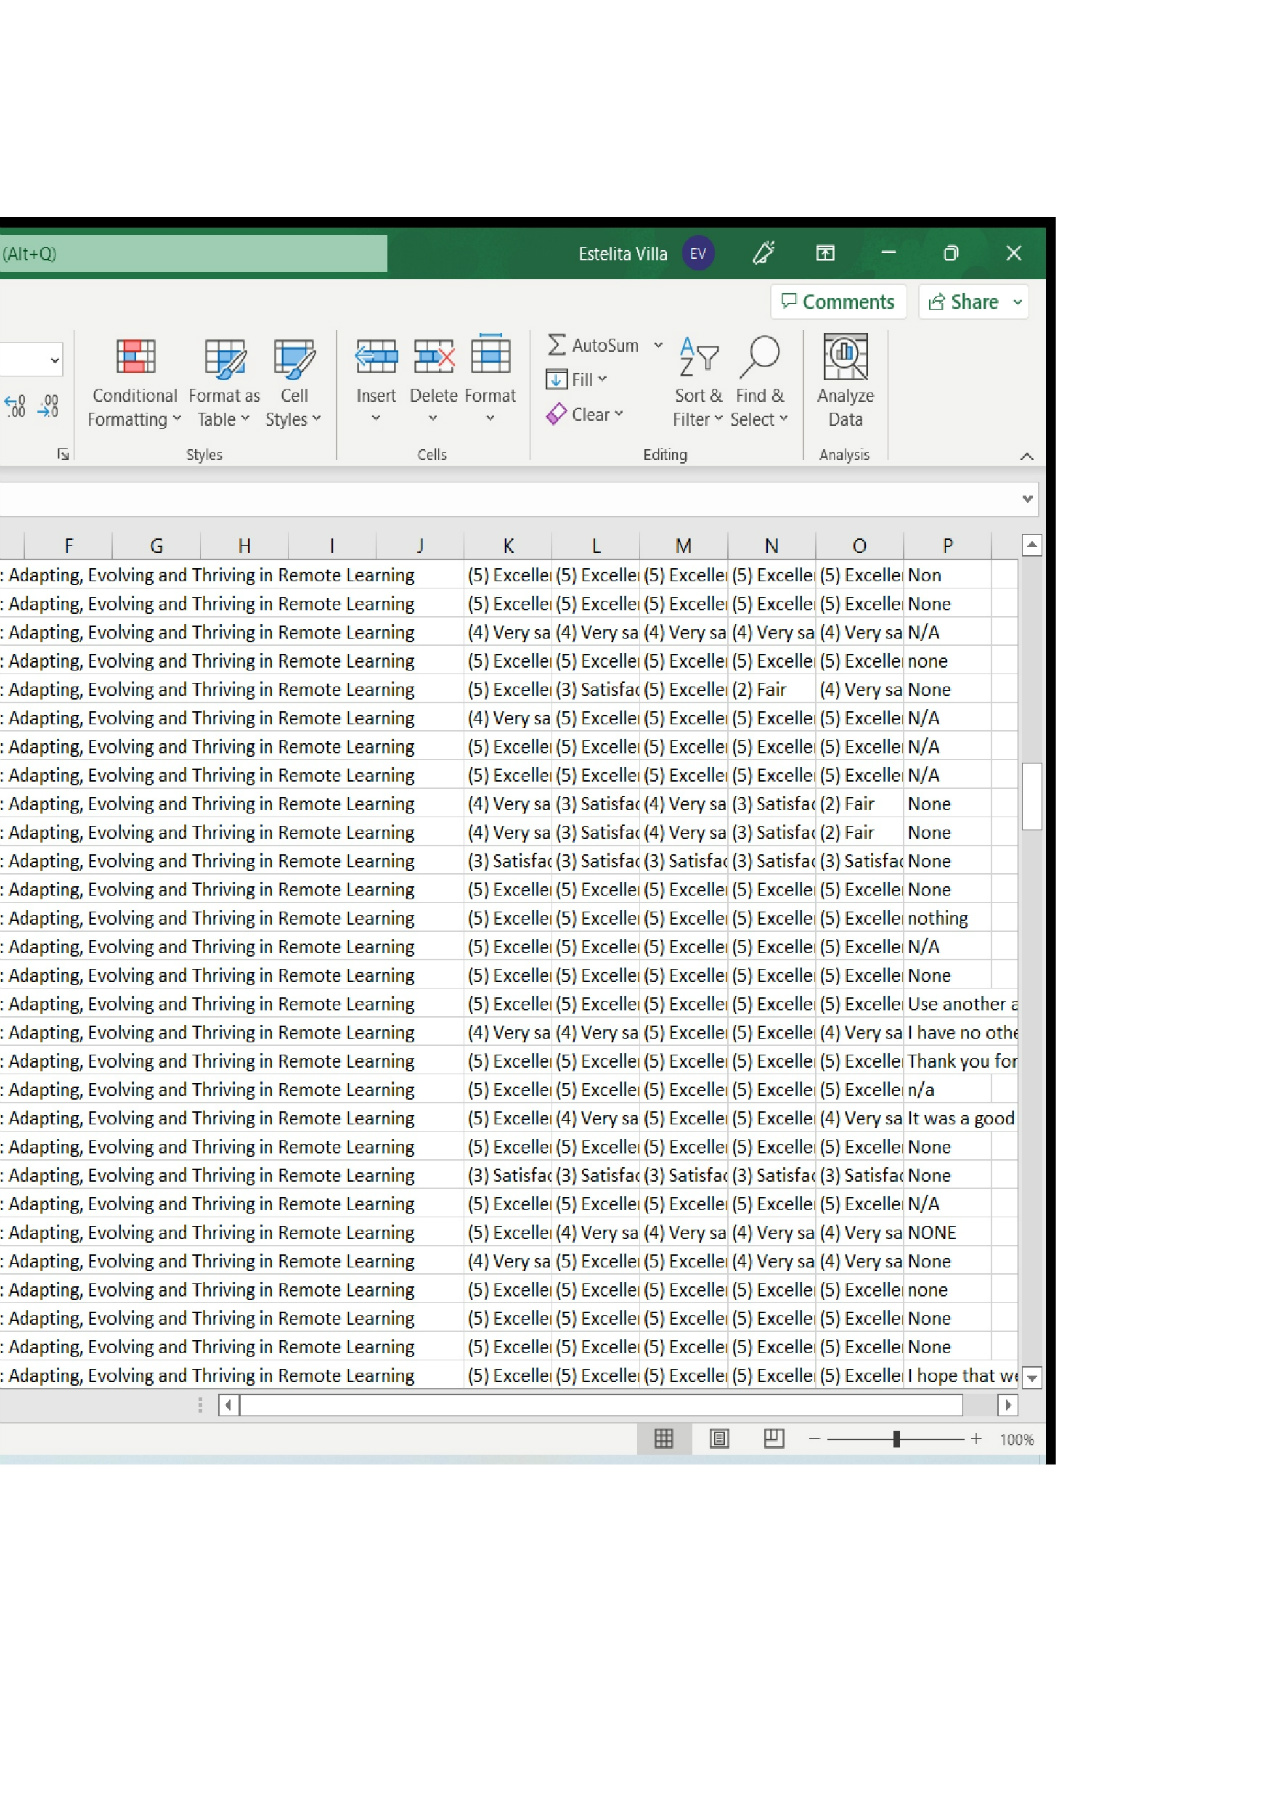 (Alt+Q) Estelita Villa EV
Comments Share
AutoSum
Fill
Clear
Conditional Formatting Format as Table Cell Styles Insert Delete Format Sort & Filter Find & Select Analyze Data
Styles Cells Editing Analysis
F G H I J K L M N O P
: Adapting, Evolving and Thriving in Remote Learning (5) Excelle (5) Excelle (5) Excelle (5) Excelle (5) Excelle Non
: Adapting, Evolving and Thriving in Remote Learning (5) Excelle (5) Excelle (5) Excelle (5) Excelle (5) Excelle None
: Adapting, Evolving and Thriving in Remote Learning (4) Very sa (4) Very sa (4) Very sa (4) Very sa (4) Very sa N/A
: Adapting, Evolving and Thriving in Remote Learning (5) Excelle (5) Excelle (5) Excelle (5) Excelle (5) Excelle none
: Adapting, Evolving and Thriving in Remote Learning (5) Excelle (3) Satisfac (5) Excelle (2) Fair (4) Very sa None
: Adapting, Evolving and Thriving in Remote Learning (4) Very sa (5) Excelle (5) Excelle (5) Excelle (5) Excelle N/A
: Adapting, Evolving and Thriving in Remote Learning (5) Excelle (5) Excelle (5) Excelle (5) Excelle (5) Excelle N/A
: Adapting, Evolving and Thriving in Remote Learning (5) Excelle (5) Excelle (5) Excelle (5) Excelle (5) Excelle N/A
: Adapting, Evolving and Thriving in Remote Learning (4) Very sa (3) Satisfac (4) Very sa (3) Satisfac (2) Fair None
: Adapting, Evolving and Thriving in Remote Learning (4) Very sa (3) Satisfac (4) Very sa (3) Satisfac (2) Fair None
: Adapting, Evolving and Thriving in Remote Learning (3) Satisfac (3) Satisfac (3) Satisfac (3) Satisfac (3) Satisfac None
: Adapting, Evolving and Thriving in Remote Learning (5) Excelle (5) Excelle (5) Excelle (5) Excelle (5) Excelle None
: Adapting, Evolving and Thriving in Remote Learning (5) Excelle (5) Excelle (5) Excelle (5) Excelle (5) Excelle nothing
: Adapting, Evolving and Thriving in Remote Learning (5) Excelle (5) Excelle (5) Excelle (5) Excelle (5) Excelle N/A
: Adapting, Evolving and Thriving in Remote Learning (5) Excelle (5) Excelle (5) Excelle (5) Excelle (5) Excelle None
: Adapting, Evolving and Thriving in Remote Learning (5) Excelle (5) Excelle (5) Excelle (5) Excelle (5) Excelle Use another a
: Adapting, Evolving and Thriving in Remote Learning (4) Very sa (4) Very sa (5) Excelle (5) Excelle (4) Very sa I have no othe
: Adapting, Evolving and Thriving in Remote Learning (5) Excelle (5) Excelle (5) Excelle (5) Excelle (5) Excelle Thank you for
: Adapting, Evolving and Thriving in Remote Learning (5) Excelle (5) Excelle (5) Excelle (5) Excelle (5) Excelle n/a
: Adapting, Evolving and Thriving in Remote Learning (5) Excelle (4) Very sa (5) Excelle (5) Excelle (4) Very sa It was a good
: Adapting, Evolving and Thriving in Remote Learning (5) Excelle (5) Excelle (5) Excelle (5) Excelle (5) Excelle None
: Adapting, Evolving and Thriving in Remote Learning (3) Satisfac (3) Satisfac (3) Satisfac (3) Satisfac (3) Satisfac None
: Adapting, Evolving and Thriving in Remote Learning (5) Excelle (5) Excelle (5) Excelle (5) Excelle (5) Excelle N/A
: Adapting, Evolving and Thriving in Remote Learning (5) Excelle (4) Very sa (4) Very sa (4) Very sa (4) Very sa NONE
: Adapting, Evolving and Thriving in Remote Learning (4) Very sa (5) Excelle (5) Excelle (4) Very sa (4) Very sa None
: Adapting, Evolving and Thriving in Remote Learning (5) Excelle (5) Excelle (5) Excelle (5) Excelle (5) Excelle none
: Adapting, Evolving and Thriving in Remote Learning (5) Excelle (5) Excelle (5) Excelle (5) Excelle (5) Excelle None
: Adapting, Evolving and Thriving in Remote Learning (5) Excelle (5) Excelle (5) Excelle (5) Excelle (5) Excelle None
: Adapting, Evolving and Thriving in Remote Learning (5) Excelle (5) Excelle (5) Excelle (5) Excelle (5) Excelle I hope that we
100%